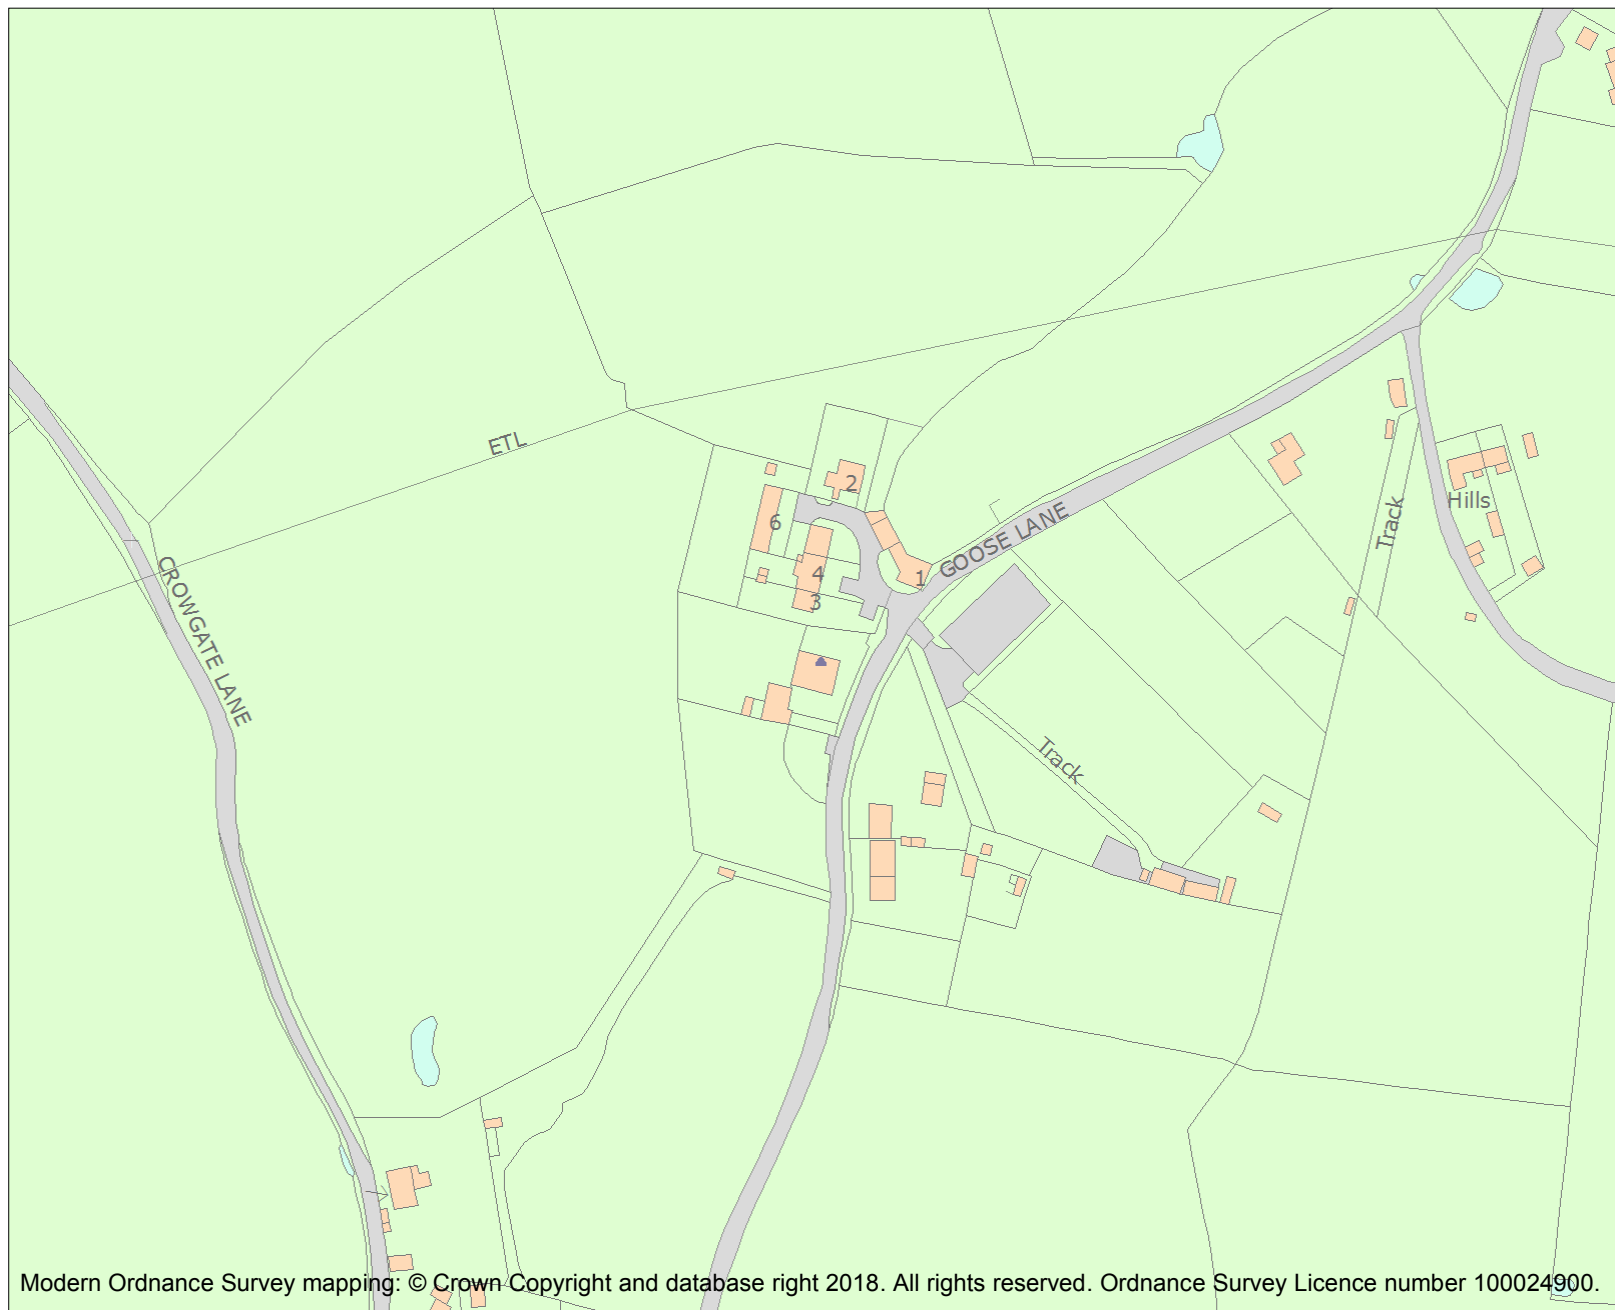 ETL
2
6
Hills
GOOSE LANE
Track
CROWGATE LANE
4
1
3
Track
Modern Ordnance Survey mapping: © Crown Copyright and database right 2018. All rights reserved. Ordnance Survey Licence number 100024900.